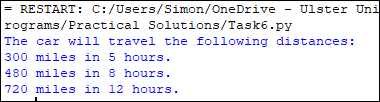 = RESTART: C:/Users/Simon/OneDrive - Ulster Uni
rograms/Practical Solutions/Task6.py
The car will travel the following distances:
300 miles in 5 hours.
480 miles in 8 hours.
720 miles in 12 hours.